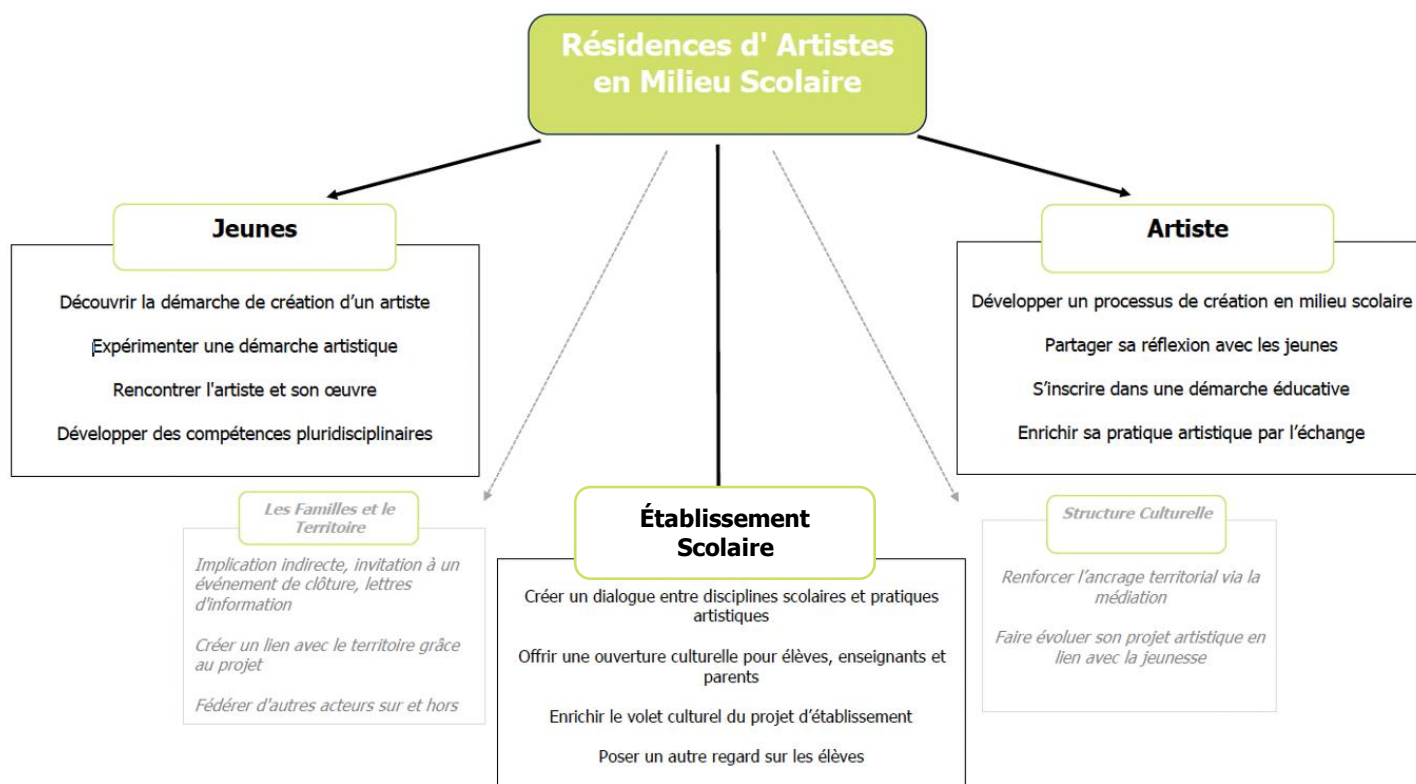 Résidences d' Artistes
en Milieu Scolaire
Jeunes
Découvrir la démarche de création d'un artiste
Expérimenter une démarche artistique
Rencontrer l'artiste et son œuvre
Développer des compétences pluridisciplinaires
Artiste
Développer un processus de création en milieu scolaire
Partager sa réflexion avec les jeunes
S'inscrire dans une démarche éducative
Enrichir sa pratique artistique par l'échange
Les Familles et le
Territoire
Implication indirecte, invitation à un
événement de clôture, lettres
d'information
Créer un lien avec le territoire grâce
au projet
Fédérer d'autres acteurs sur et hors
Établissement
Scolaire
Créer un dialogue entre disciplines scolaires et pratiques
artistiques
Offrir une ouverture culturelle pour élèves, enseignants et
parents
Enrichir le volet culturel du projet d'établissement
Poser un autre regard sur les élèves
Structure Culturelle
Renforcer l'ancrage territorial via la
médiation
Faire évoluer son projet artistique en
lien avec la jeunesse